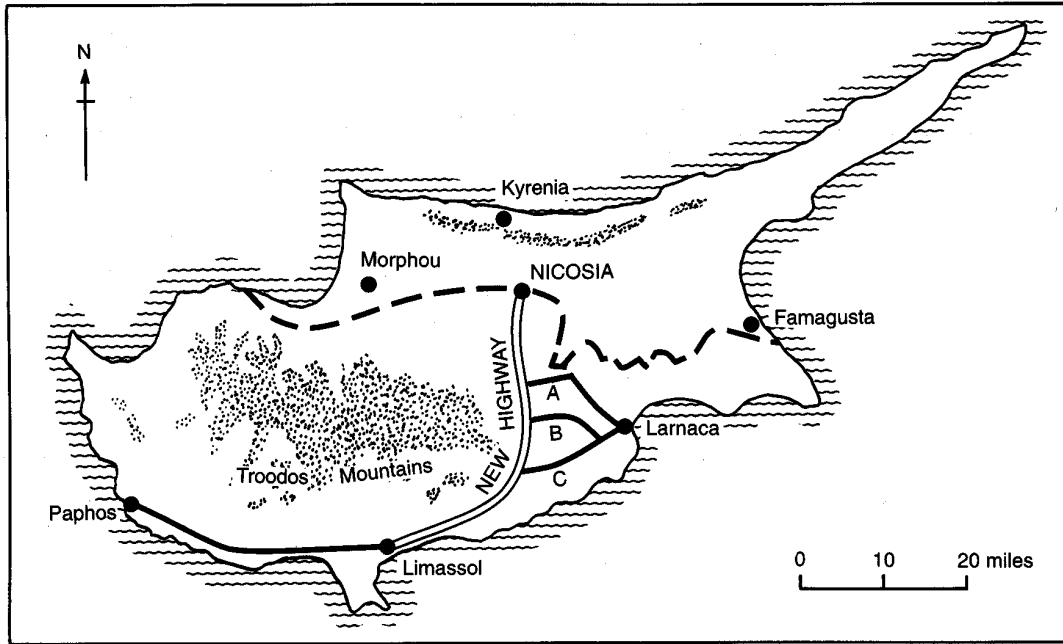 N
Kyrenia
Morphou
NICOSIA
Famagusta
HIGHWAY
A
B
Larnaca
NEW
C
Troodos Mountains
Paphos
Limassol
0 10 20 miles